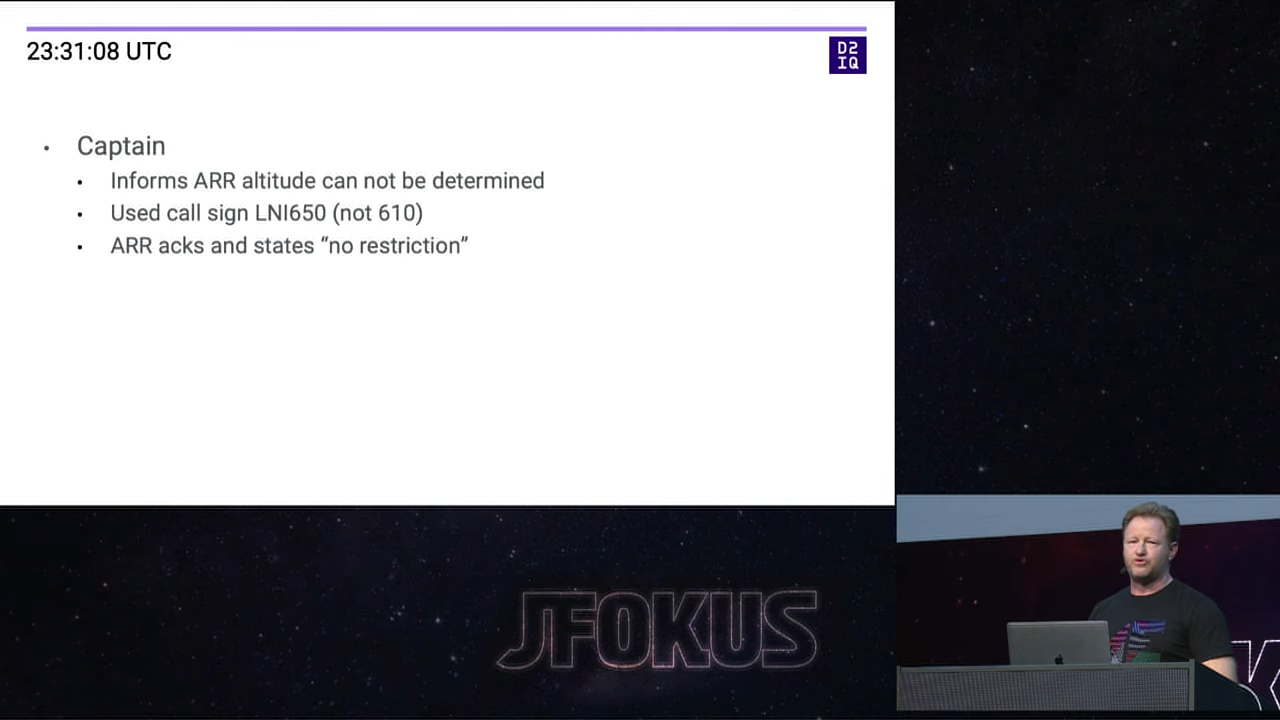 23:31:08 UTC
D2
IQ
Captain
Informs ARR altitude can not be determined
Used call sign LNI650 (not 610)
ARR acks and states “no restriction”
JFOKUS
K